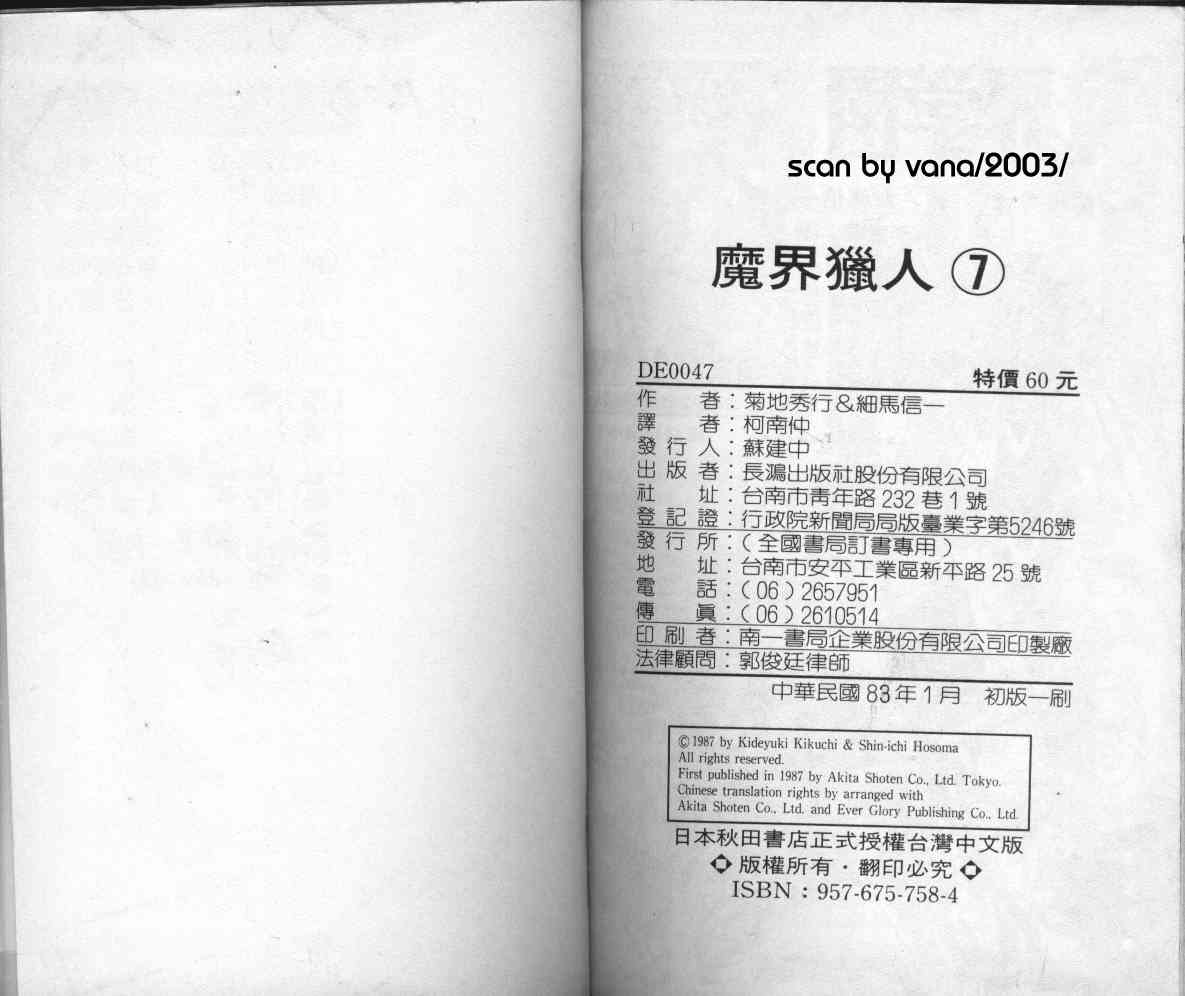 scan by vana/2003/
魔界獵人 ⑦
DE0047 特價 60 元
作者：菊地秀行＆細馬信一
譯者：柯南仲
發行人：蘇建中
出版者：長鴻出版社股份有限公司
社址：台南市青年路 232 巷 1 號
登記證：行政院新聞局局版臺業字第5246號
發行所：（全國書局訂書專用）
地址：台南市安平工業區新平路 25 號
電話：（06）2657951
傳眞：（06）2610514
印刷者：南一書局企業股份有限公司印製廠
法律顧問：郭俊廷律師
中華民國 83 年 1 月 初版一刷
©1987 by Kideyuki Kikuchi & Shin-ichi Hosoma
All rights reserved.
First published in 1987 by Akita Shoten Co., Ltd. Tokyo.
Chinese translation rights by arranged with
Akita Shoten Co., Ltd. and Ever Glory Publishing Co., Ltd.
日本秋田書店正式授權台灣中文版
版權所有・翻印必究
ISBN : 957-675-758-4